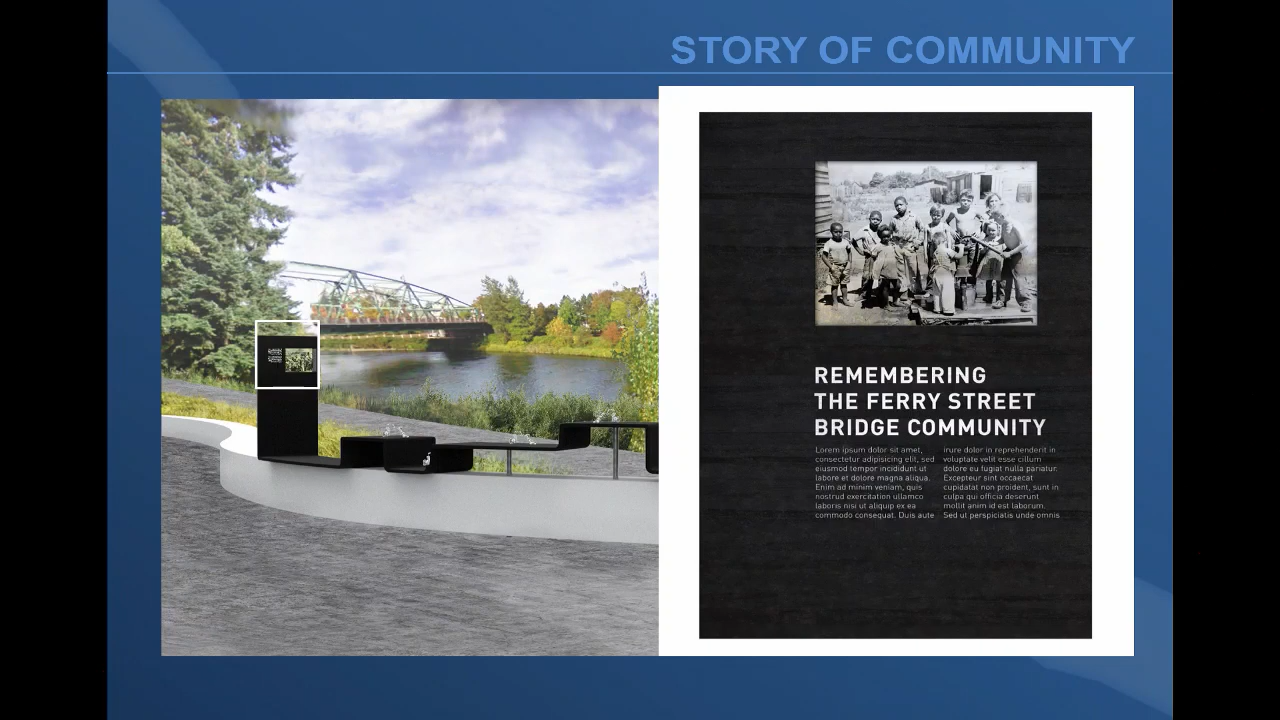 STORY OF COMMUNITY
REMEMBERING
THE FERRY STREET
BRIDGE COMMUNITY
Lorem ipsum dolor sit amet,
consectetur adipisicing elit, sed
eiusmod tempor incididunt ut
labore et dolore magna aliqua.
Enim ad minim veniam, quis
nostrud exercitation ullamco
laboris nisi ut aliquip ex ea
commodo consequat. Duis aute
irure dolor in reprehenderit in
voluptate velit esse cillum
dolore eu fugiat nulla pariatur.
Excepteur sint occaecat
cupidatat non proident, sunt in
culpa qui officia deserunt
mollit anim id est laborum.
Sed ut perspiciatis unde omnis